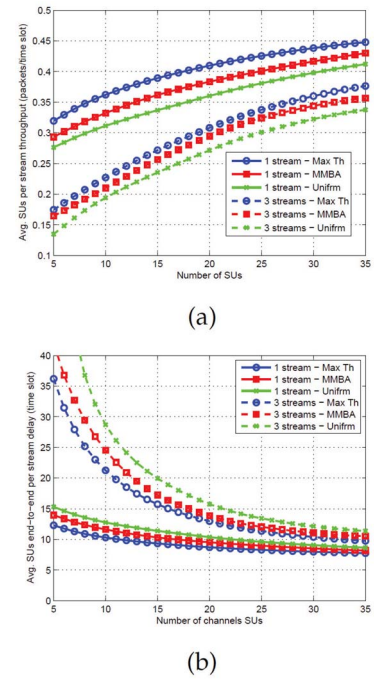 0.5
0.45
0.4
0.35
0.3
0.25
0.2
0.15
0.1
Avg. SUs per stream throughput (packets/time slot)
1 stream − Max Th
1 stream − MMBA
1 stream − Unifrm
3 streams − Max Th
3 streams − MMBA
3 streams − Unifrm
5 10 15 20 25 30 35
Number of SUs
(a)
40
35
30
25
20
15
10
5
0
Avg. SUs end−to−end per stream delay (time slot)
1 stream − Max Th
1 stream − MMBA
1 stream − Unifrm
3 streams − Max Th
3 streams − MMBA
3 streams − Unifrm
5 10 15 20 25 30 35
Number of channels SUs
(b)